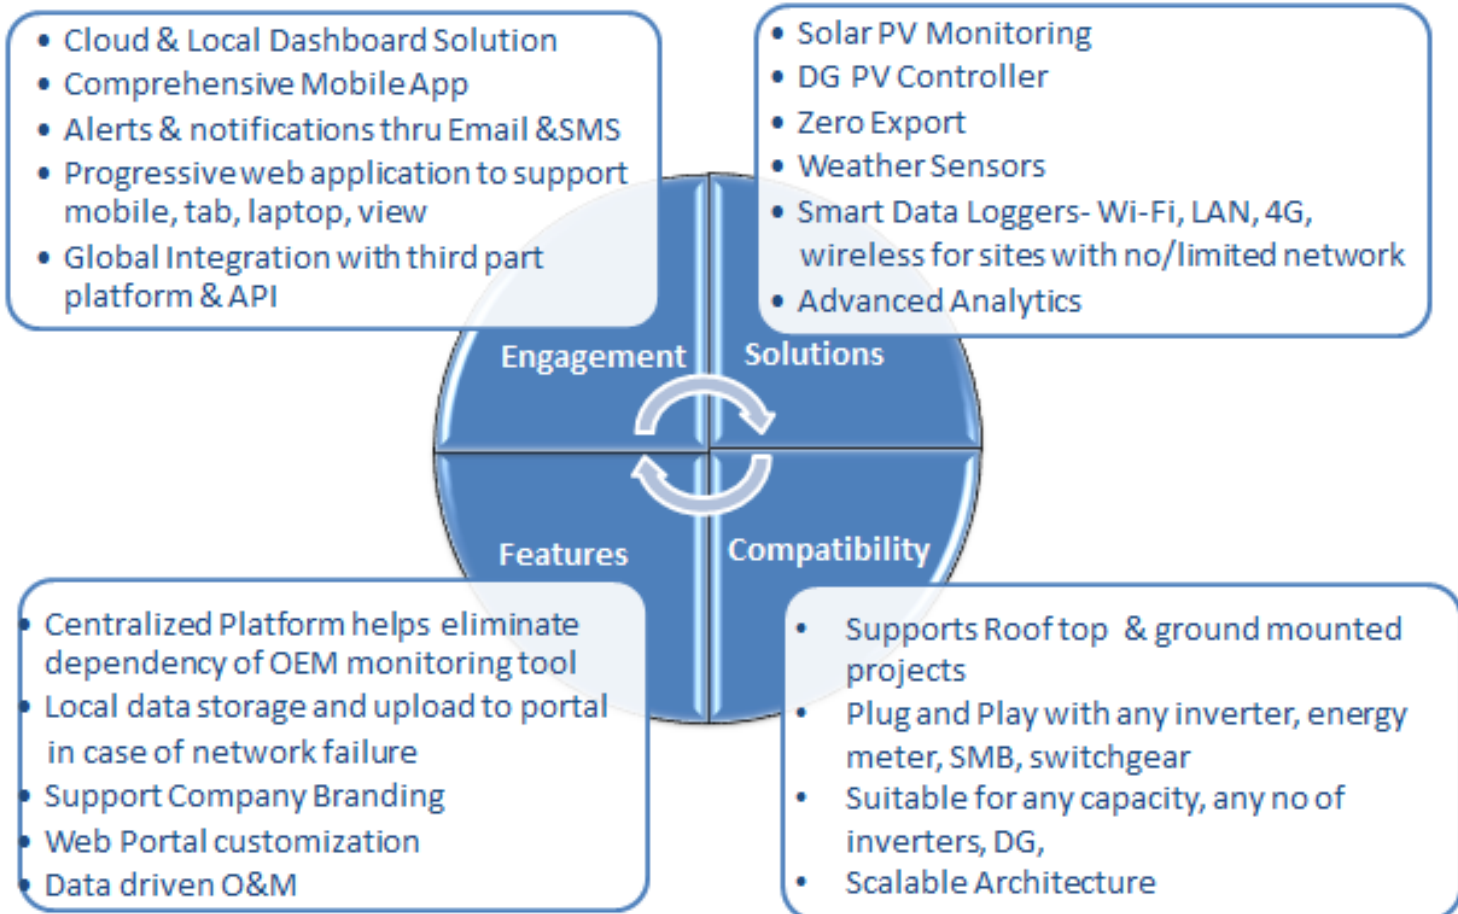 • Cloud & Local Dashboard Solution
• Comprehensive Mobile App
• Alerts & notifications thru Email &SMS
• Progressive web application to support
mobile, tab, laptop, view
• Global Integration with third part
platform & API
• Solar PV Monitoring
• DG PV Controller
• Zero Export
• Weather Sensors
• Smart Data Loggers- Wi-Fi, LAN, 4G,
wireless for sites with no/limited network
• Advanced Analytics
Engagement
Solutions
Features
Compatibility
• Centralized Platform helps eliminate
dependency of OEM monitoring tool
• Local data storage and upload to portal
in case of network failure
• Support Company Branding
• Web Portal customization
• Data driven O&M
• Supports Roof top & ground mounted
projects
• Plug and Play with any inverter, energy
meter, SMB, switchgear
• Suitable for any capacity, any no of
inverters, DG,
• Scalable Architecture